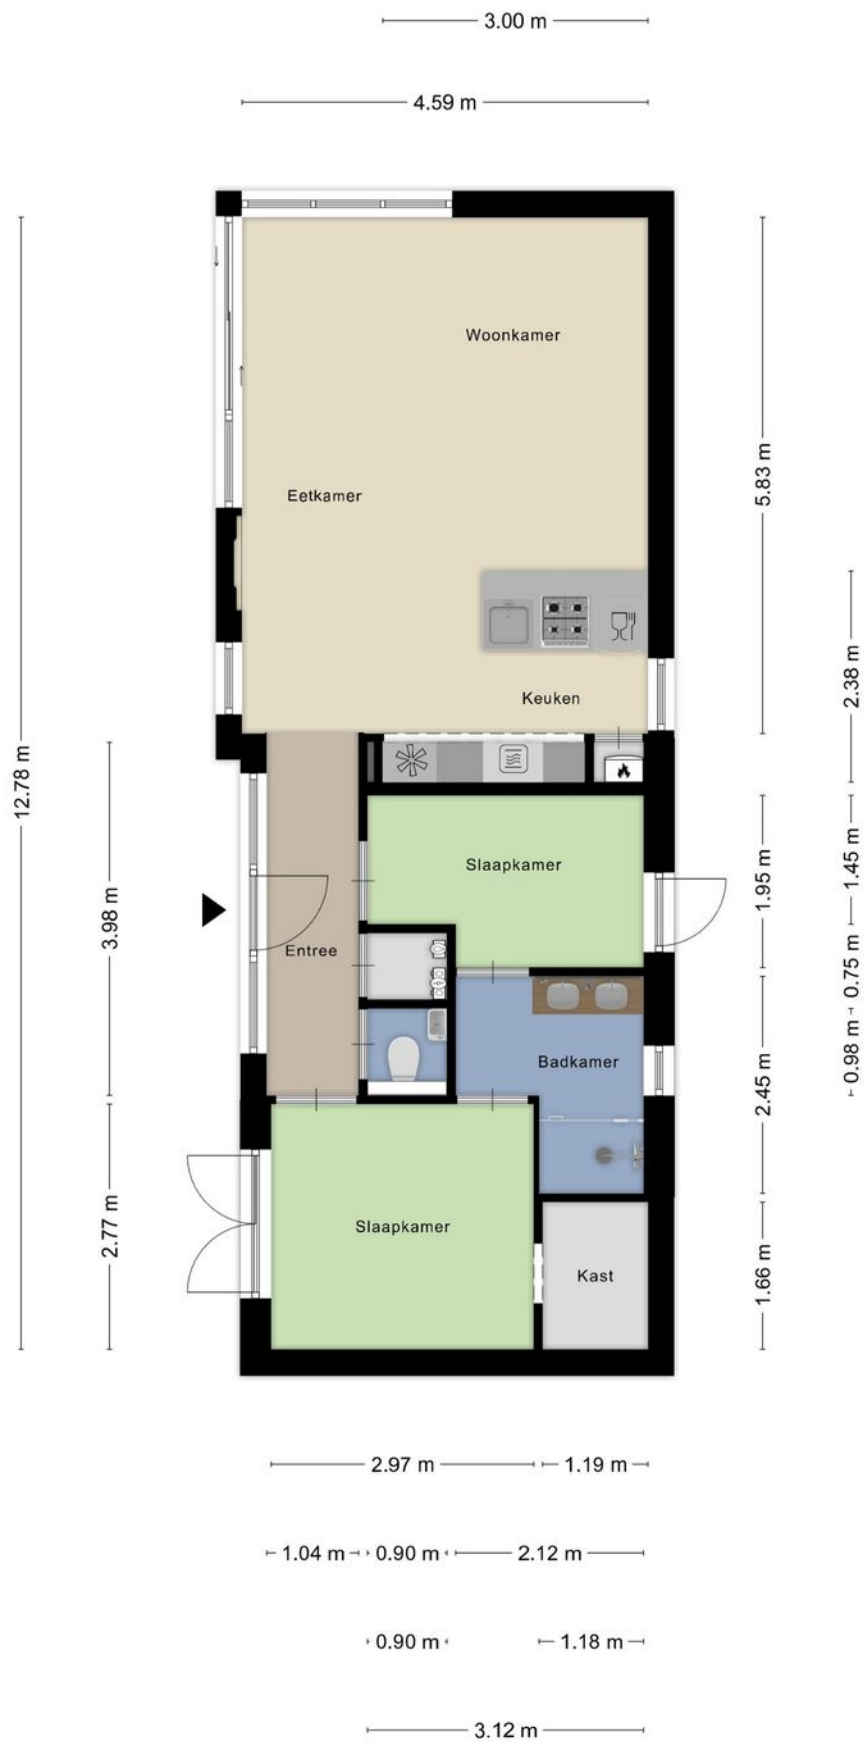 3.00 m
4.59 m
Woonkamer
5.83 m
Eetkamer
2.38 m
Keuken
12.78 m
Slaapkamer
1.45 m
1.95 m
3.98 m
Entree
0.75 m
0.98 m
Badkamer
2.45 m
Slaapkamer
2.77 m
Kast
1.66 m
2.97 m
1.19 m
1.04 m
0.90 m
2.12 m
0.90 m
1.18 m
3.12 m